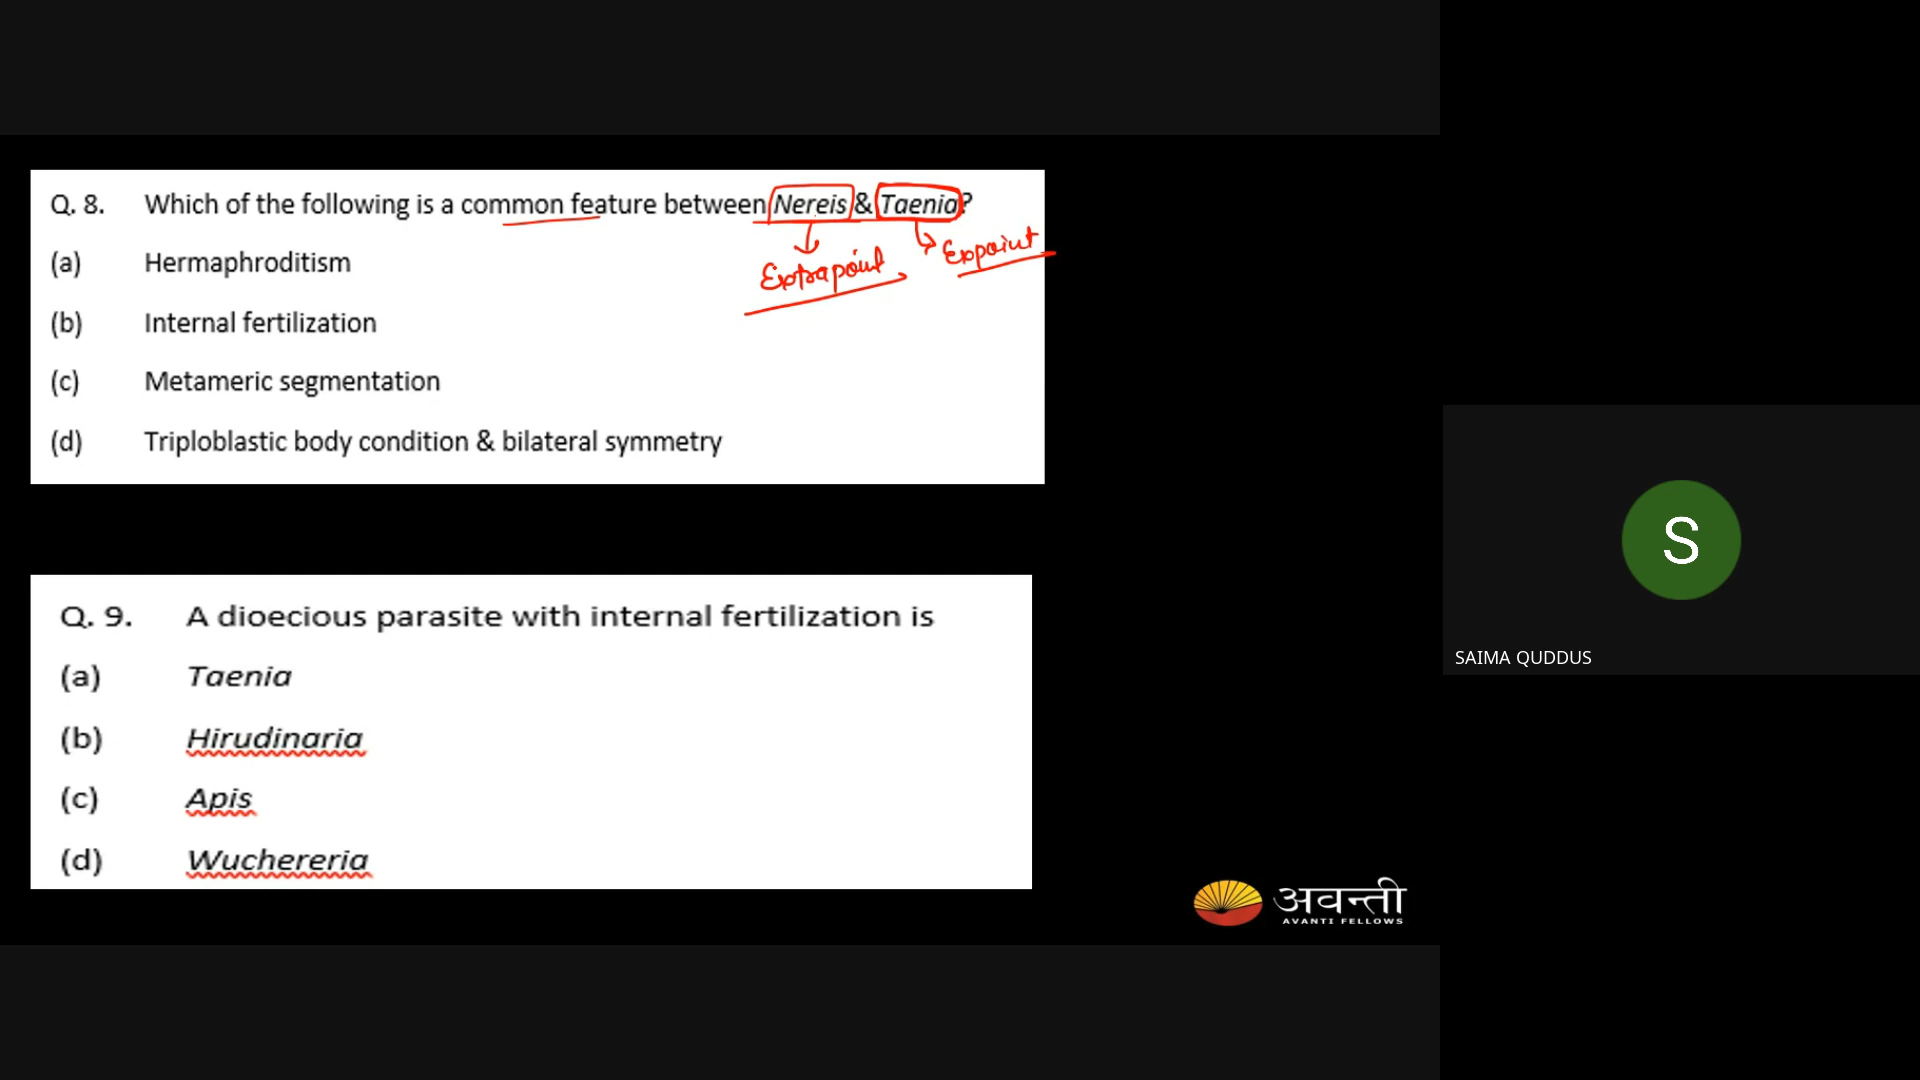 Q. 8. Which of the following is a common feature between Nereis & Taenia?
Extrapoint
Exponint
(a) Hermaphroditism
(b) Internal fertilization
(c) Metameric segmentation
(d) Triploblastic body condition & bilateral symmetry
Q. 9. A dioecious parasite with internal fertilization is
(a) Taenia
(b) Hirudinaria
(c) Apis
(d) Wuchereria
अवन्ती
AVANTI FELLOWS
S
SAIMA QUDDUS